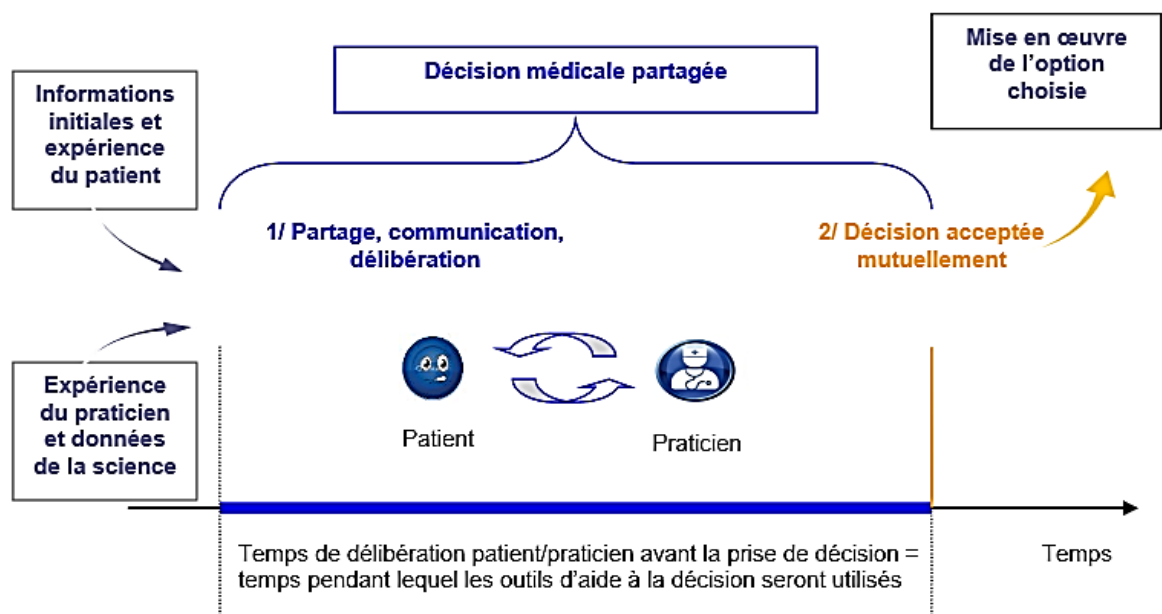 Informations
initiales et
expérience
du patient
Décision médicale partagée
Mise en œuvre
de l'option
choisie
1/ Partage, communication,
délibération
2/ Décision acceptée
mutuellement
Expérience
du praticien
et données
de la science
Patient
Praticien
Temps de délibération patient/praticien avant la prise de décision =
temps pendant lequel les outils d'aide à la décision seront utilisés
Temps